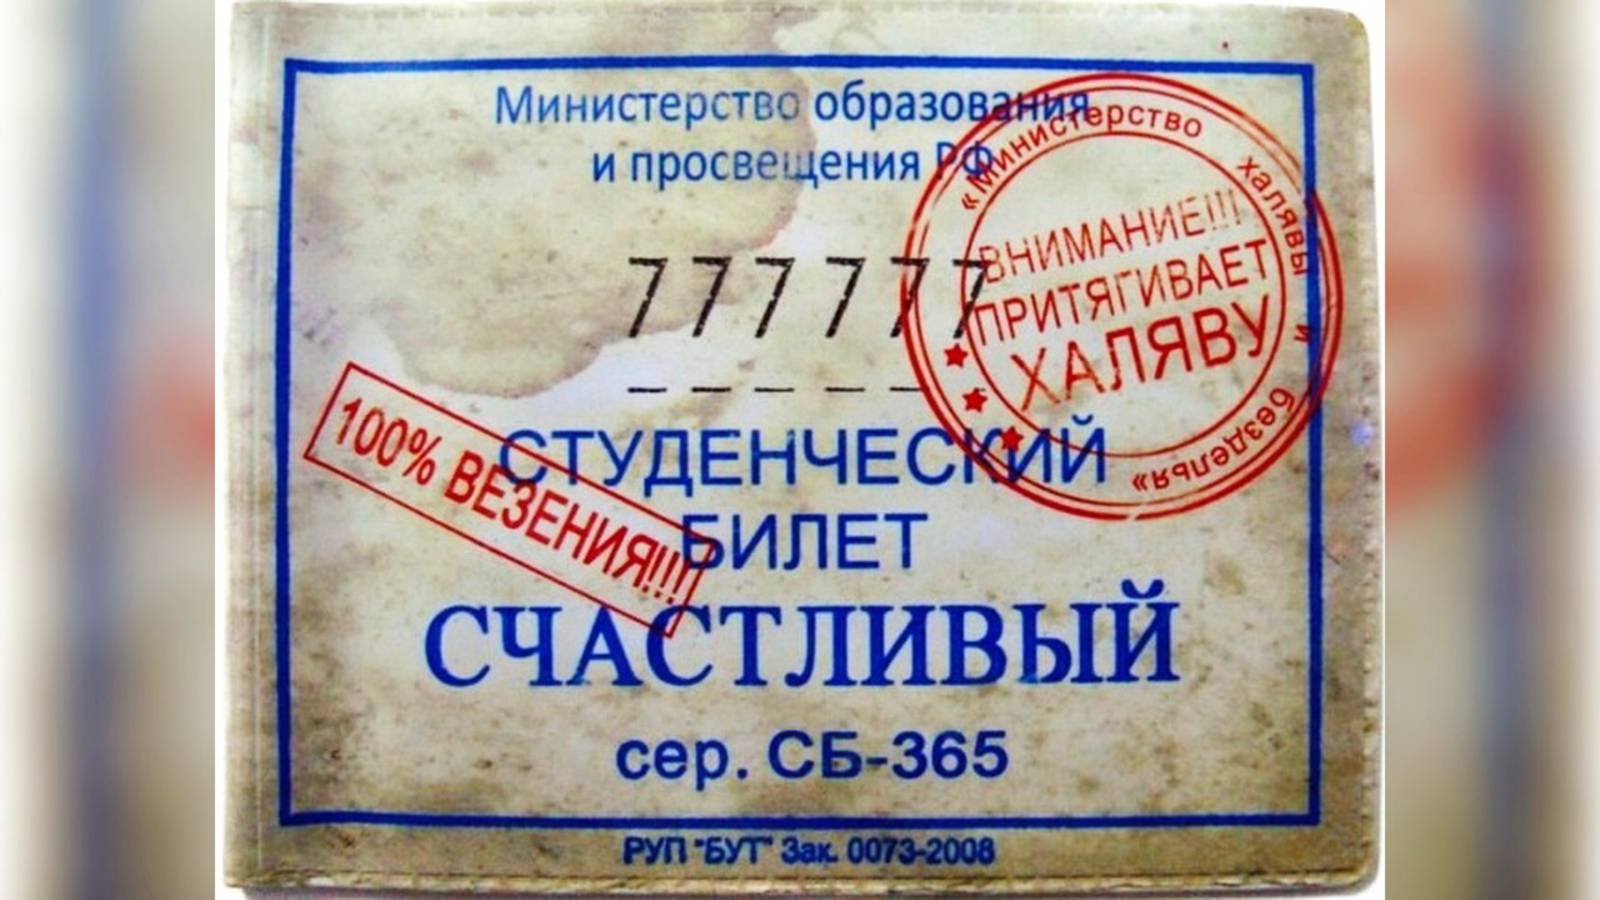 Министерство образования
и просвещения РФ
«Министерство халявы и безделья»
ВНИМАНИЕ!!!
ПРИТЯГИВАЕТ
ХАЛЯВУ
777777
100% ВЕЗЕНИЯ!!!!
СТУДЕНЧЕСКИЙ
БИЛЕТ
СЧАСТЛИВЫЙ
сер. СБ-365
РУП "БУТ" Зак. 0073-2008